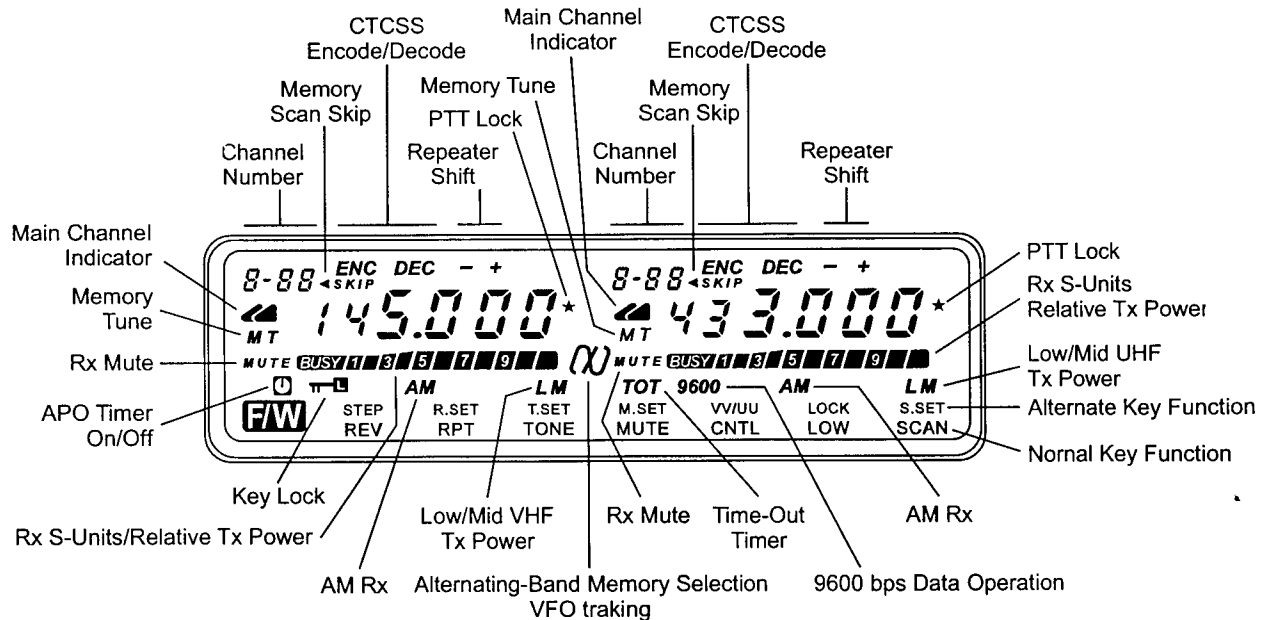 CTCSS
Encode/Decode
Main Channel
Indicator
CTCSS
Encode/Decode
Memory
Scan Skip
Memory Tune
Memory
Scan Skip
PTT Lock
Channel
Number
Repeater
Shift
Channel
Number
Repeater
Shift
Main Channel
Indicator
PTT Lock
Memory
Tune
Rx S-Units
Relative Tx Power
Rx Mute
Low/Mid UHF
Tx Power
APO Timer
On/Off
Alternate Key Function
Nornal Key Function
8-88 ENC DEC - + 8-88 ENC DEC - +
◄SKIP ◄SKIP
145.000 ★ 433.000 ★
MT MT
MUTE BUSY 1 3 5 7 9 MUTE BUSY 1 3 5 7 9
L AM LM TOT 9600 AM LM
F/W STEP R.SET T.SET M.SET VV/UU LOCK S.SET
REV RPT TONE MUTE CNTL LOW SCAN
Key Lock
Rx S-Units/Relative Tx Power
AM Rx
Low/Mid VHF
Tx Power
Alternating-Band Memory Selection
VFO traking
Rx Mute
Time-Out
Timer
9600 bps Data Operation
AM Rx